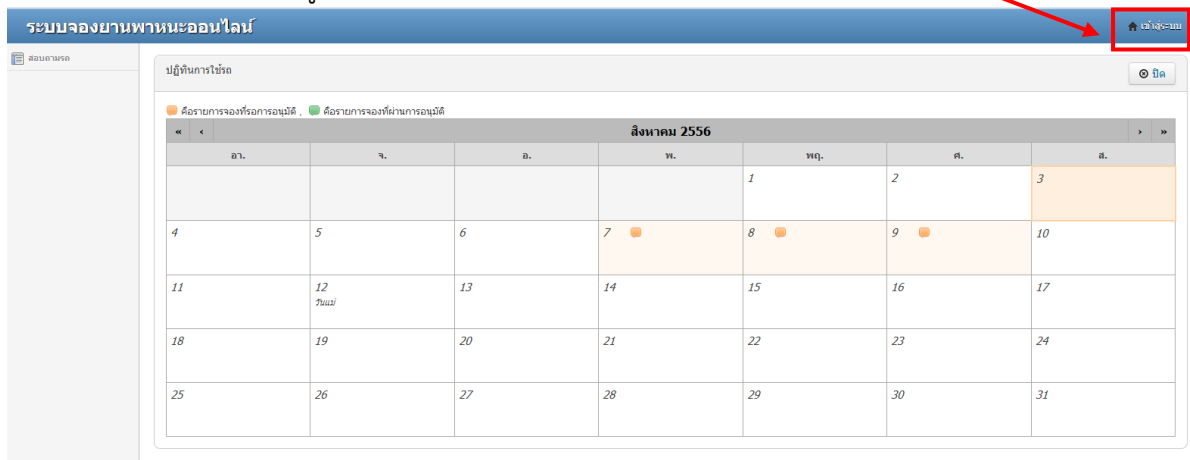 ระบบจองยานพาหนะออนไลน์
เข้าสู่ระบบ
สอบถามรถ
ปฏิทินการใช้รถ
ปิด
คือรายการจองที่รอการอนุมัติ , คือรายการจองที่ผ่านการอนุมัติ
« ‹ สิงหาคม 2556 › »
อา. จ. อ. พ. พฤ. ศ. ส.
1 2 3
4 5 6 7 8 9 10
11 12 13 14 15 16 17
วันแม่
18 19 20 21 22 23 24
25 26 27 28 29 30 31